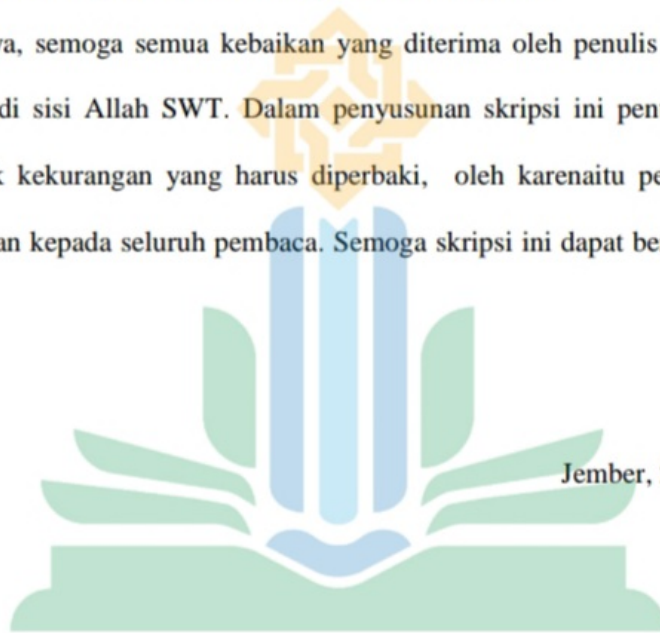 a, semoga semua kebaikan yang diterima oleh penulis
di sisi Allah SWT. Dalam penyusunan skripsi ini pen
k kekurangan yang harus diperbaki, oleh karenaitu pe
an kepada seluruh pembaca. Semoga skripsi ini dapat be
Jember,